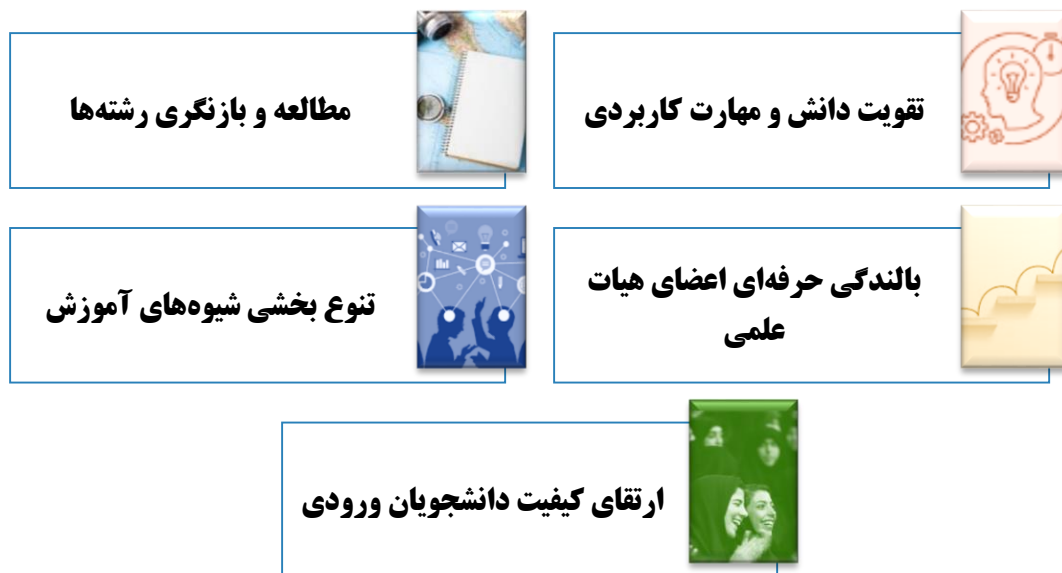 تقویت دانش و مهارت کاربردی
مطالعه و بازنگری رشته‌ها
بالندگی حرفه‌ای اعضای هیات
علمی
تنوع بخشی شیوه‌های آموزش
ارتقای کیفیت دانشجویان ورودی